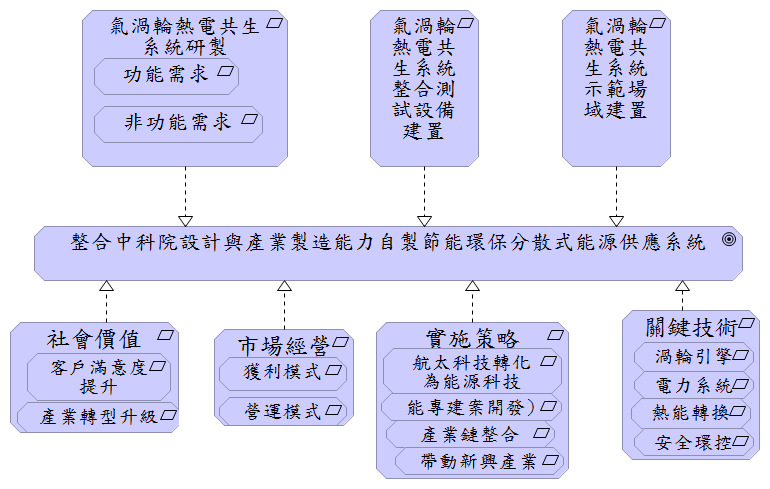 氣渦輪熱電共生
系統研製
功能需求
非功能需求
氣渦輪
熱電共
生系統
整合測
試設備
建置
氣渦輪
熱電共
生系統
示範場
域建置
整合中科院設計與產業製造能力自製節能環保分散式能源供應系統
社會價值
客戶滿意度
提升
產業轉型升級
市場經營
獲利模式
營運模式
實施策略
航太科技轉化
為能源科技
能專建案開發)
產業鏈整合
帶動新興產業
關鍵技術
渦輪引擎
電力系統
熱能轉換
安全環控